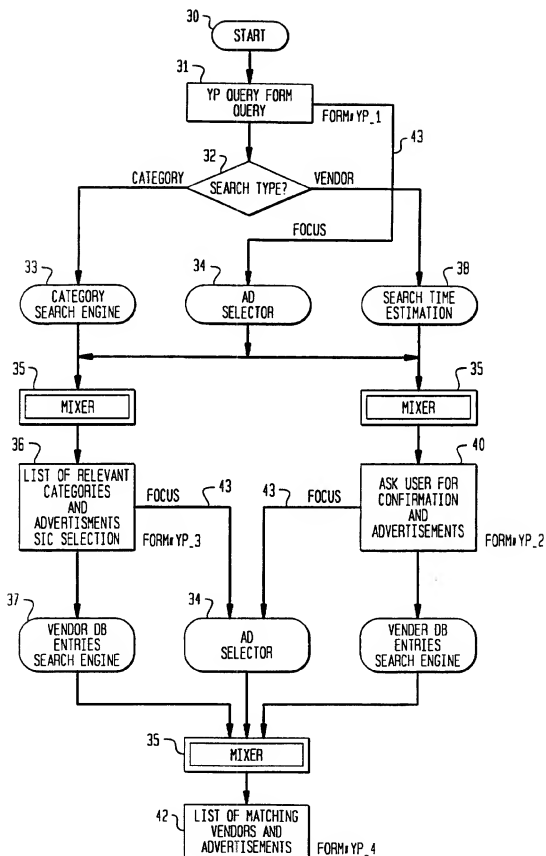 30
START
31
YP QUERY FORM
QUERY
FORM#YP_1
43
32
CATEGORY
SEARCH TYPE?
VENDOR
FOCUS
33
CATEGORY
SEARCH ENGINE
34
AD
SELECTOR
38
SEARCH TIME
ESTIMATION
35
MIXER
35
MIXER
36
LIST OF RELEVANT
CATEGORIES
AND
ADVERTISMENTS
SIC SELECTION
FORM#YP_3
FOCUS
43
43
FOCUS
40
ASK USER FOR
CONFIRMATION
AND
ADVERTISEMENTS
FORM#YP_2
37
VENDOR DB
ENTRIES
SEARCH ENGINE
34
AD
SELECTOR
VENDER DB
ENTRIES
SEARCH ENGINE
35
MIXER
42
LIST OF MATCHING
VENDORS AND
ADVERTISEMENTS
FORM#YP_4